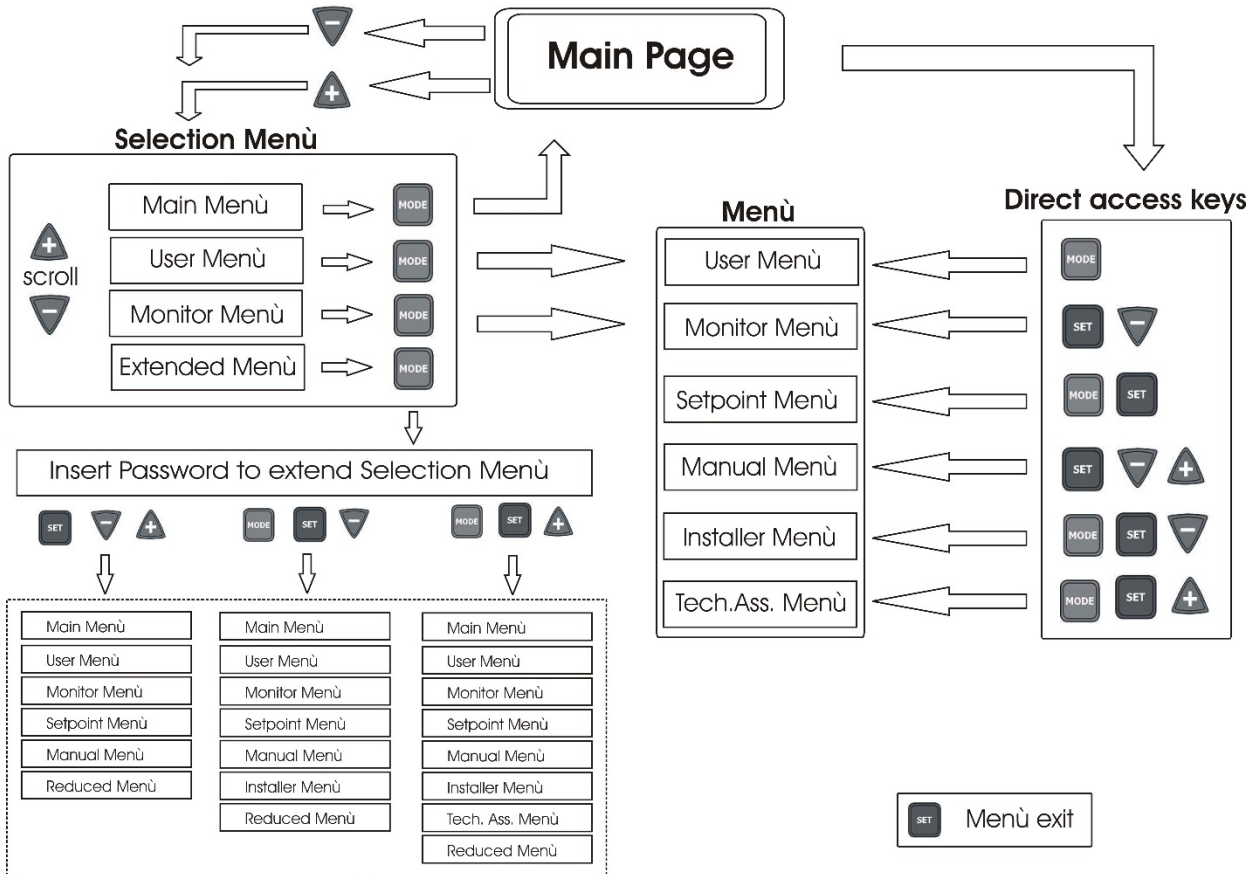 Main Page
Selection Menù
Main Menù
MODE
User Menù
MODE
Monitor Menù
MODE
Extended Menù
MODE
+
scroll
−
Insert Password to extend Selection Menù
SET − +
MODE SET −
MODE SET +
Main Menù
User Menù
Monitor Menù
Setpoint Menù
Manual Menù
Reduced Menù
Main Menù
User Menù
Monitor Menù
Setpoint Menù
Manual Menù
Installer Menù
Reduced Menù
Main Menù
User Menù
Monitor Menù
Setpoint Menù
Manual Menù
Installer Menù
Tech. Ass. Menù
Reduced Menù
Menù
User Menù
Monitor Menù
Setpoint Menù
Manual Menù
Installer Menù
Tech.Ass. Menù
Direct access keys
MODE
SET −
MODE SET
SET − +
MODE SET −
MODE SET +
SET Menù exit